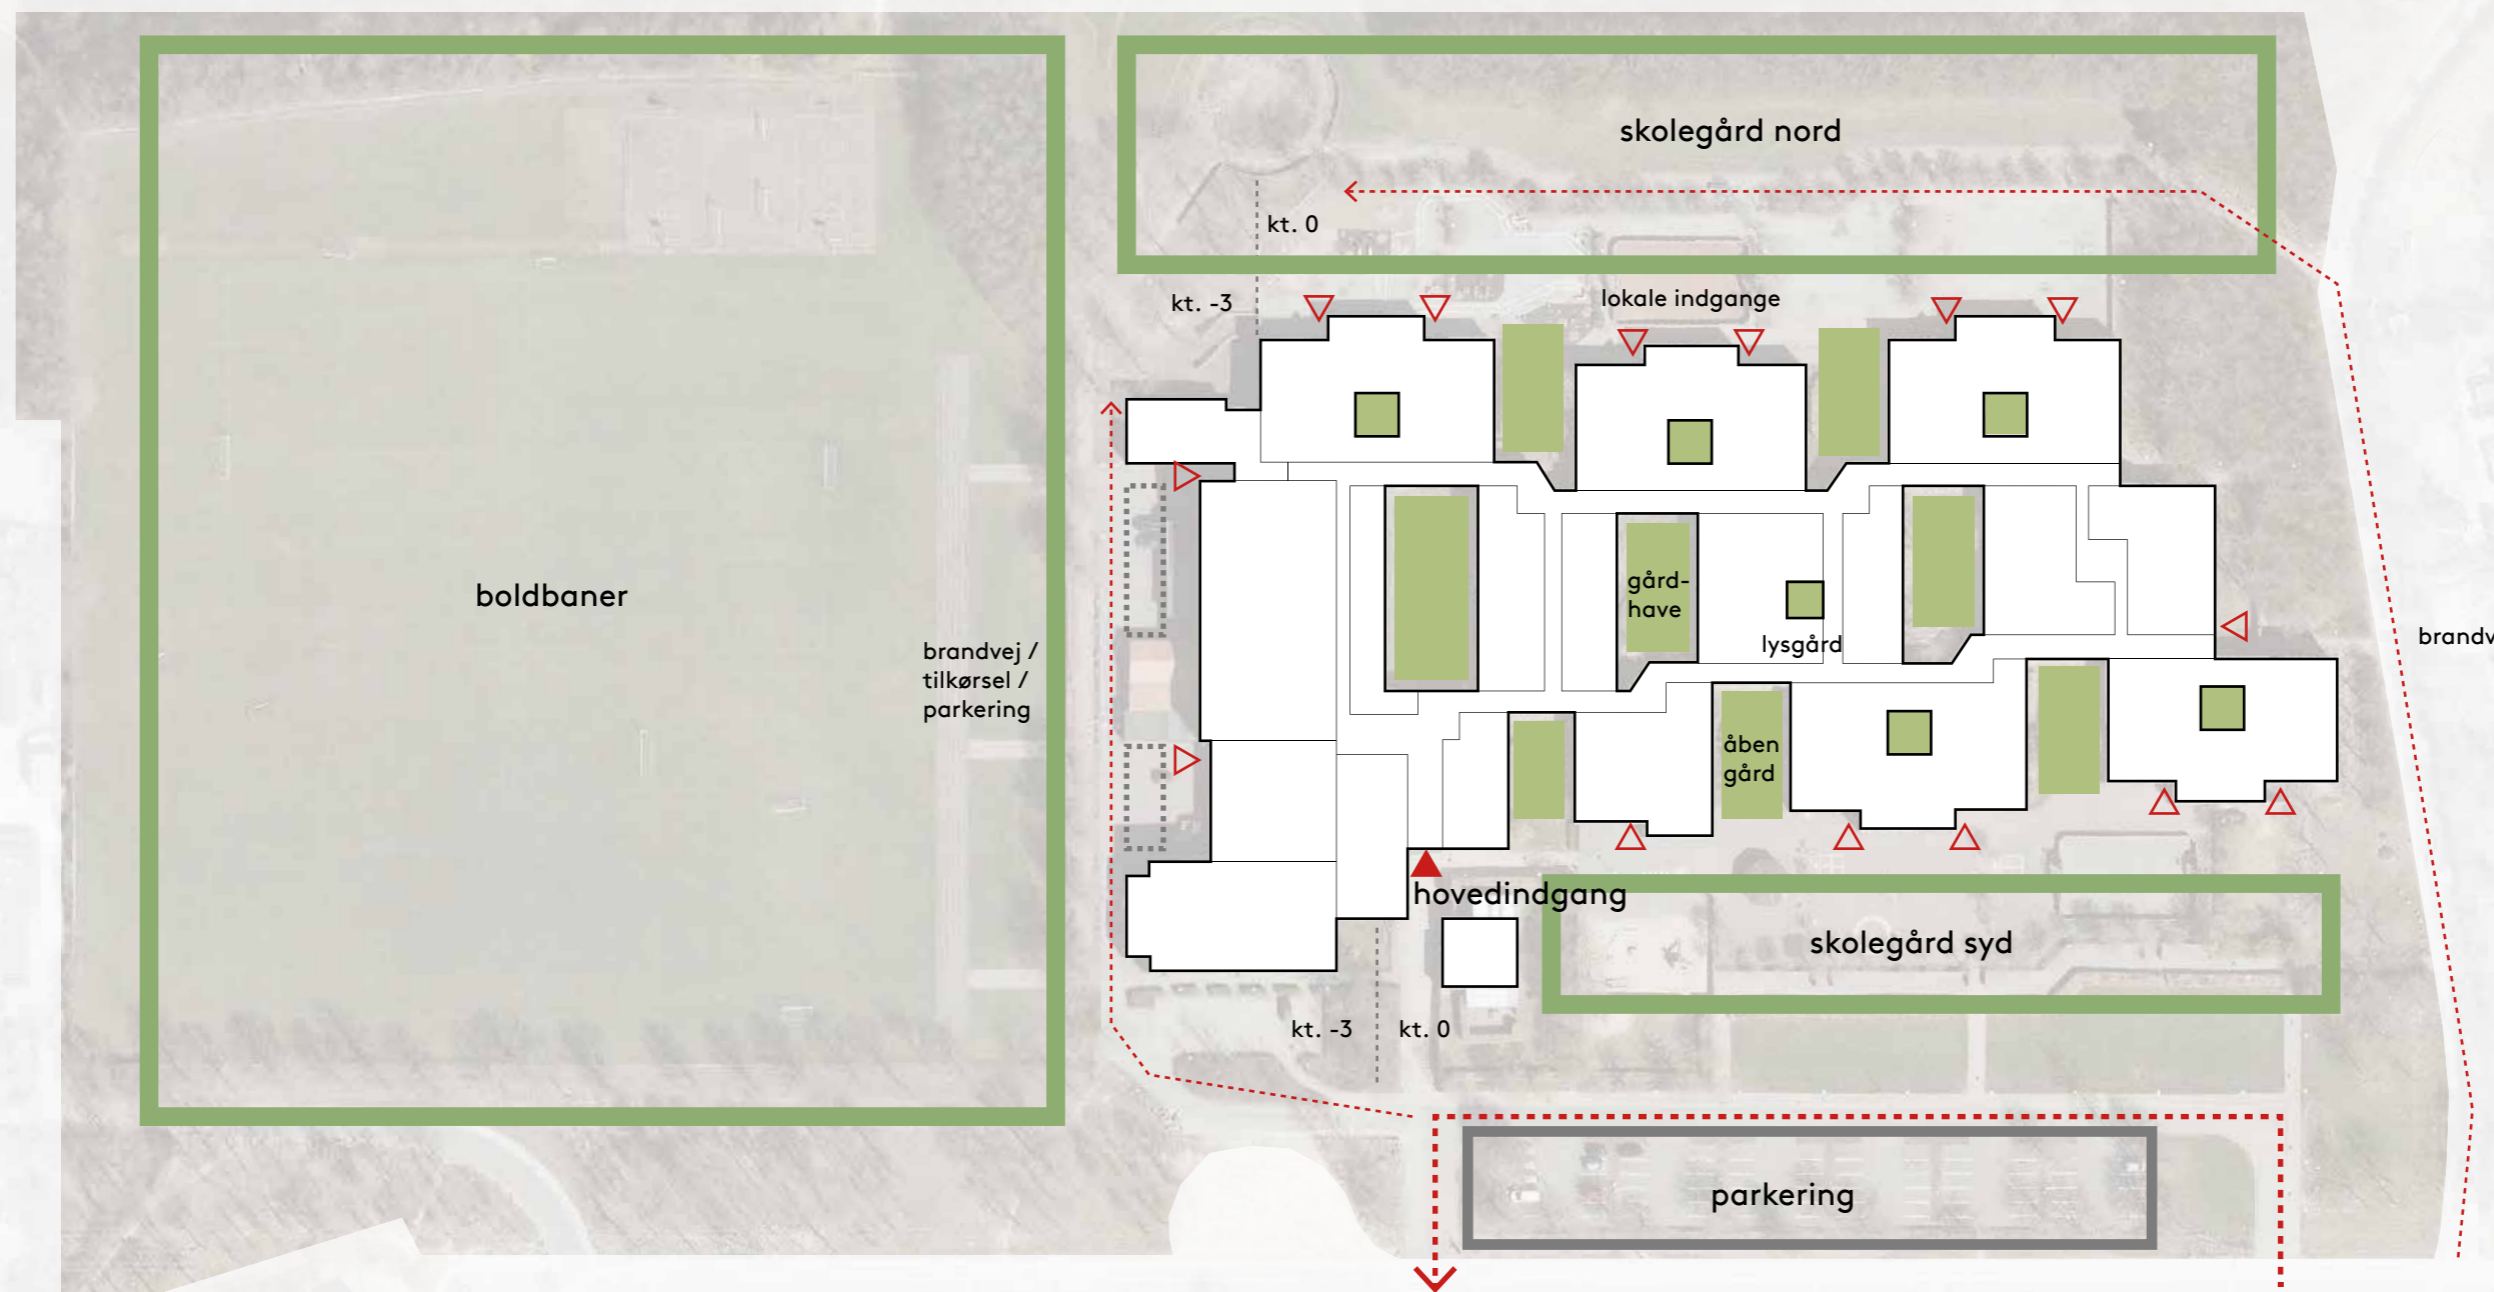 skolegård nord
kt. 0
kt. -3
lokale indgange
boldbaner
gård-
have
lysgård
brandvej /
tilkørsel /
parkering
brandv
åben
gård
hovedindgang
skolegård syd
kt. -3
kt. 0
parkering